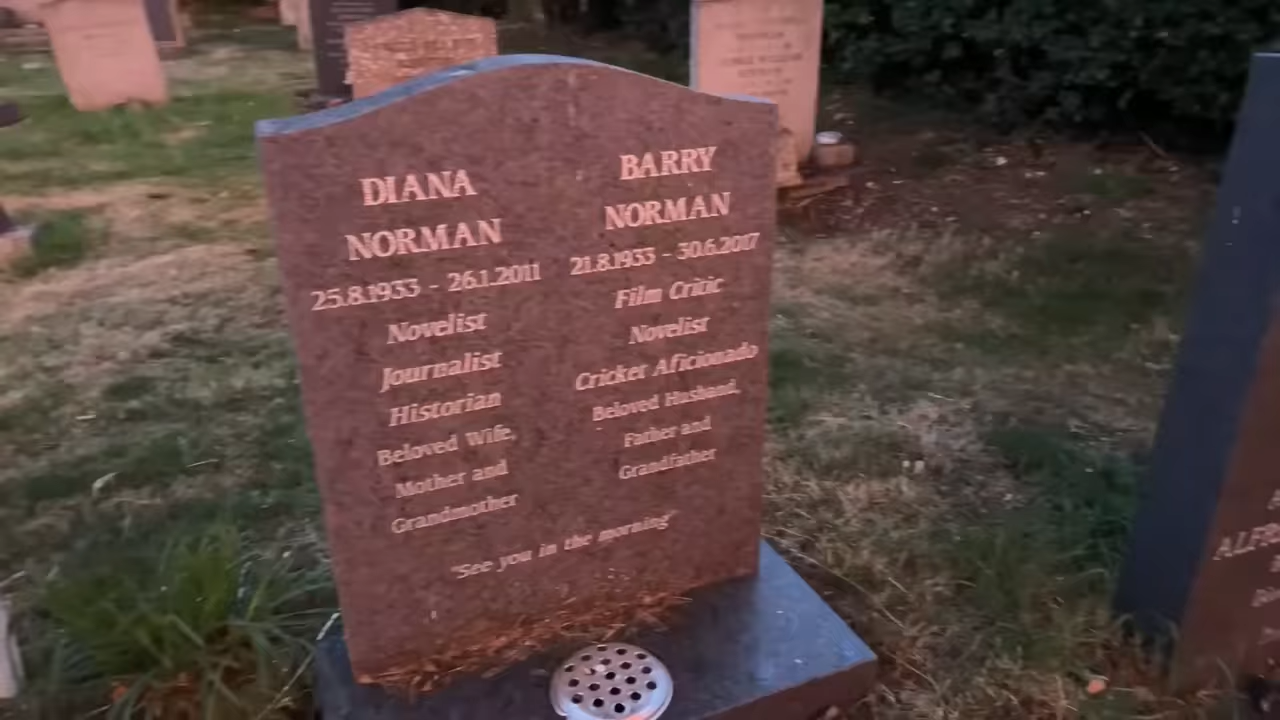 DIANA
NORMAN
25.8.1933 - 26.1.2011
Novelist
Journalist
Historian
Beloved Wife,
Mother and
Grandmother
BARRY
NORMAN
21.8.1933 - 30.6.2017
Film Critic
Novelist
Cricket Aficionado
Beloved Husband,
Father and
Grandfather
"See you in the morning"